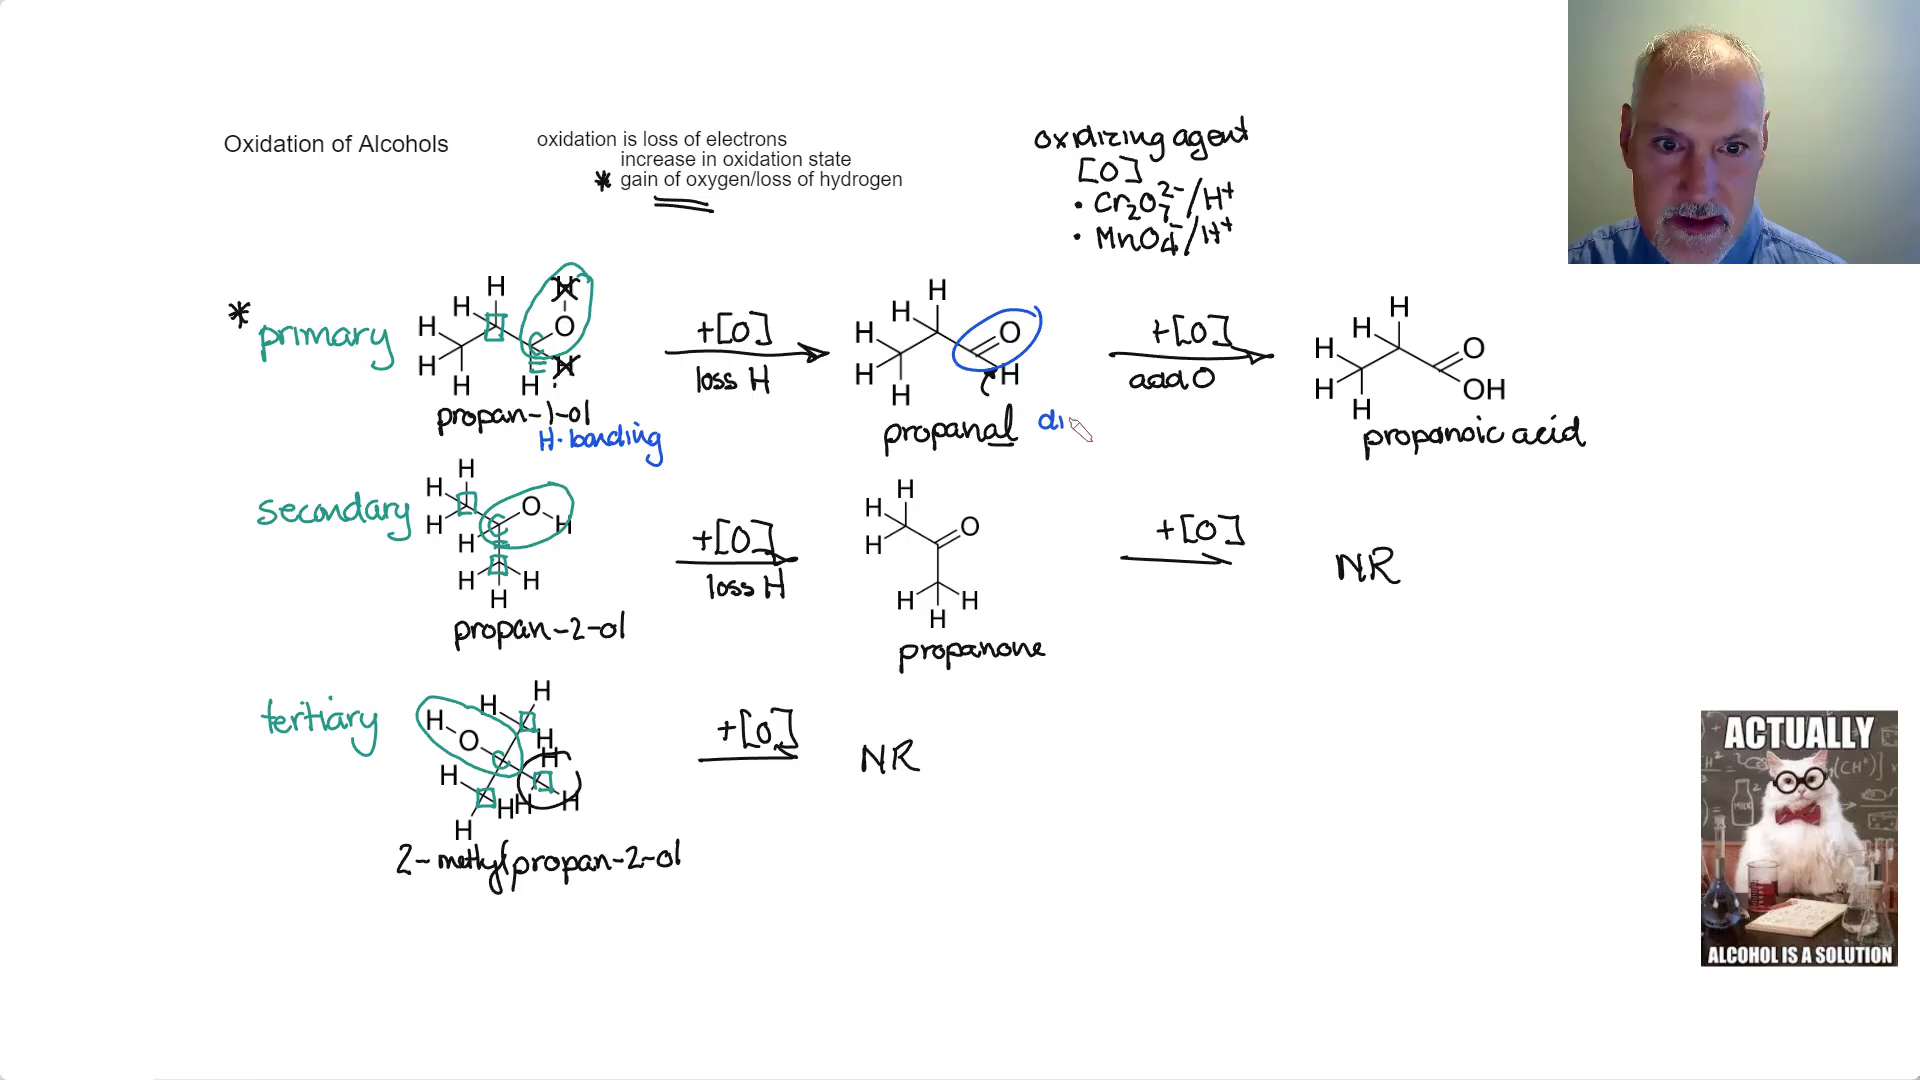 Oxidation of Alcohols
oxidation is loss of electrons
increase in oxidation state
* gain of oxygen/loss of hydrogen
oxidizing agent
[O]
• Cr₂O₇²⁻/H⁺
• MnO₄⁻/H⁺
* primary
H
H
H
O
H
C
H
H
H
H
propan-1-ol
H-bonding
+[O]
loss H
H
H
H
O
H
H
H
propanal
di
+[O]
add O
H
H
H
O
H
OH
H
propanoic acid
secondary
H
H
O
H
C
H
H
H
H
H
propan-2-ol
+[O]
loss H
H
H
O
H
H
H
H
propanone
+[O]
NR
tertiary
H
H
H
O
H
C
H
H
H
H
H
H
2-methylpropan-2-ol
+[O]
NR
ACTUALLY
ALCOHOL IS A SOLUTION